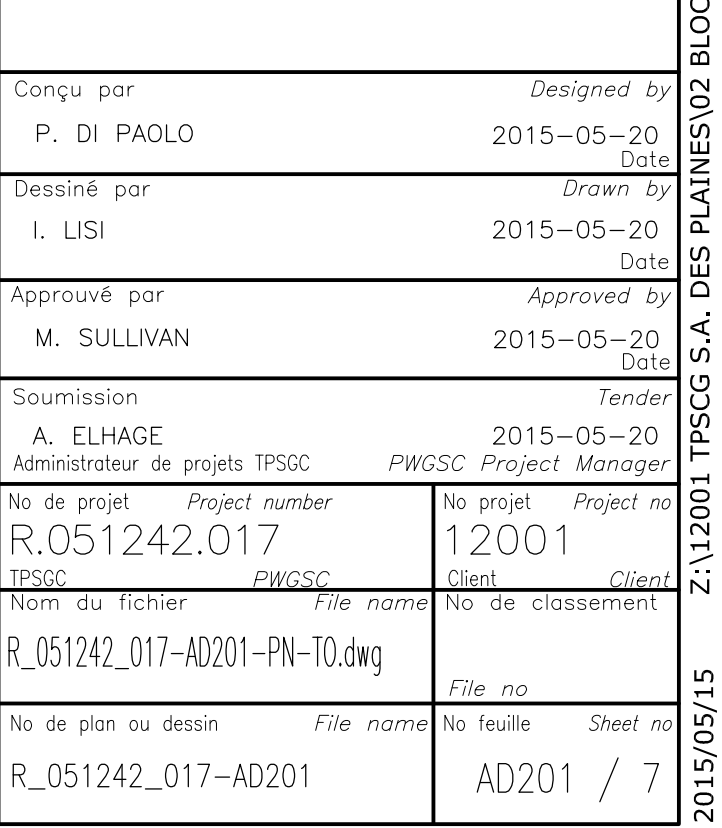 Conçu par Designed by
P. DI PAOLO 2015-05-20
Date
Dessiné par Drawn by
I. LISI 2015-05-20
Date
Approuvé par Approved by
M. SULLIVAN 2015-05-20
Date
Soumission Tender
A. ELHAGE 2015-05-20
Administrateur de projets TPSGC PWGSC Project Manager
No de projet Project number
R.051242.017
TPSGC PWGSC
No projet Project no
12001
Client Client
Nom du fichier File name
R_051242_017-AD201-PN-TO.dwg
No de classement
File no
No de plan ou dessin File name
R_051242_017-AD201
No feuille Sheet no
AD201 / 7
2015/05/15 Z:\12001 TPSCG S.A. DES PLAINES\02 BLOC